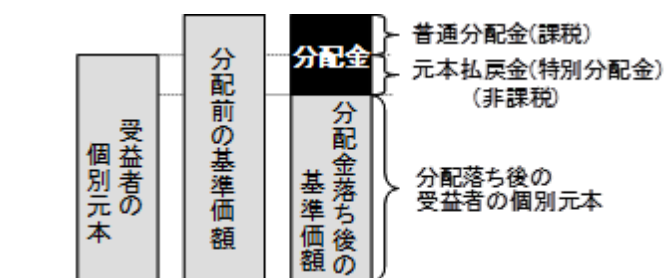 受益者の
個別元本
分配前の基準価額
分配金
分配金落ち後の
基準価額
普通分配金(課税)
元本払戻金(特別分配金)
(非課税)
分配落ち後の
受益者の個別元本